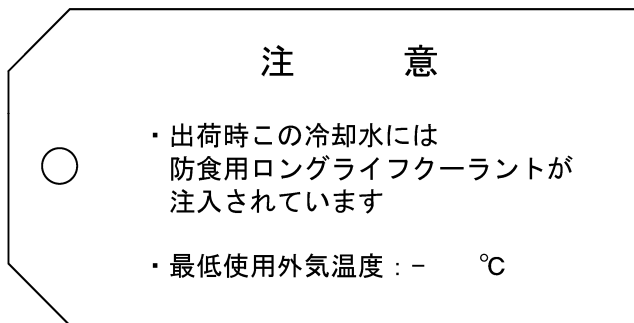 注　意
・出荷時この冷却水には
防食用ロングライフクーラントが
注入されています
・最低使用外気温度：−　　℃